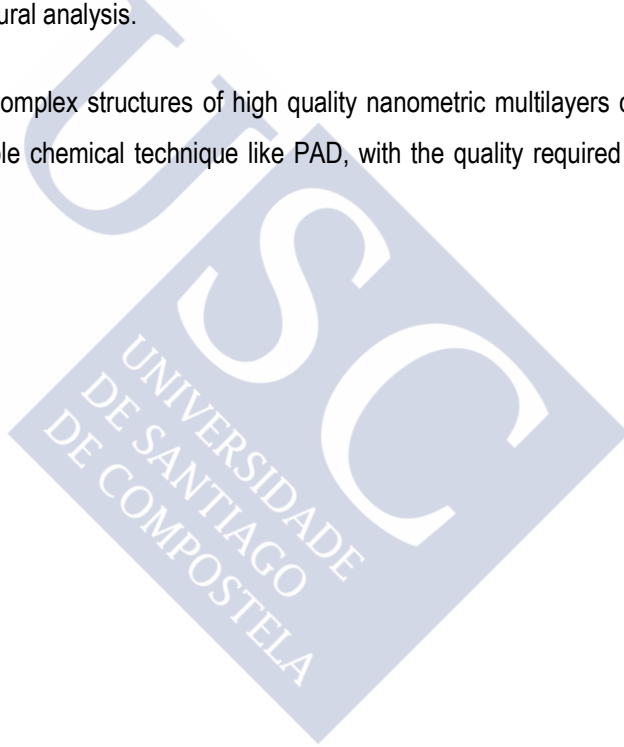 ural analysis.
omplex structures of high quality nanometric multilayers
le chemical technique like PAD, with the quality required
USC
UNIVERSIDADE
DE SANTIAGO
DE COMPOSTELA